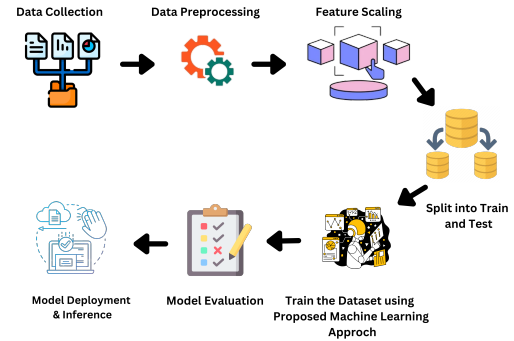 Data Collection
Data Preprocessing
Feature Scaling
Split into Train
and Test
Train the Dataset using
Proposed Machine Learning
Approch
Model Evaluation
Model Deployment
& Inference